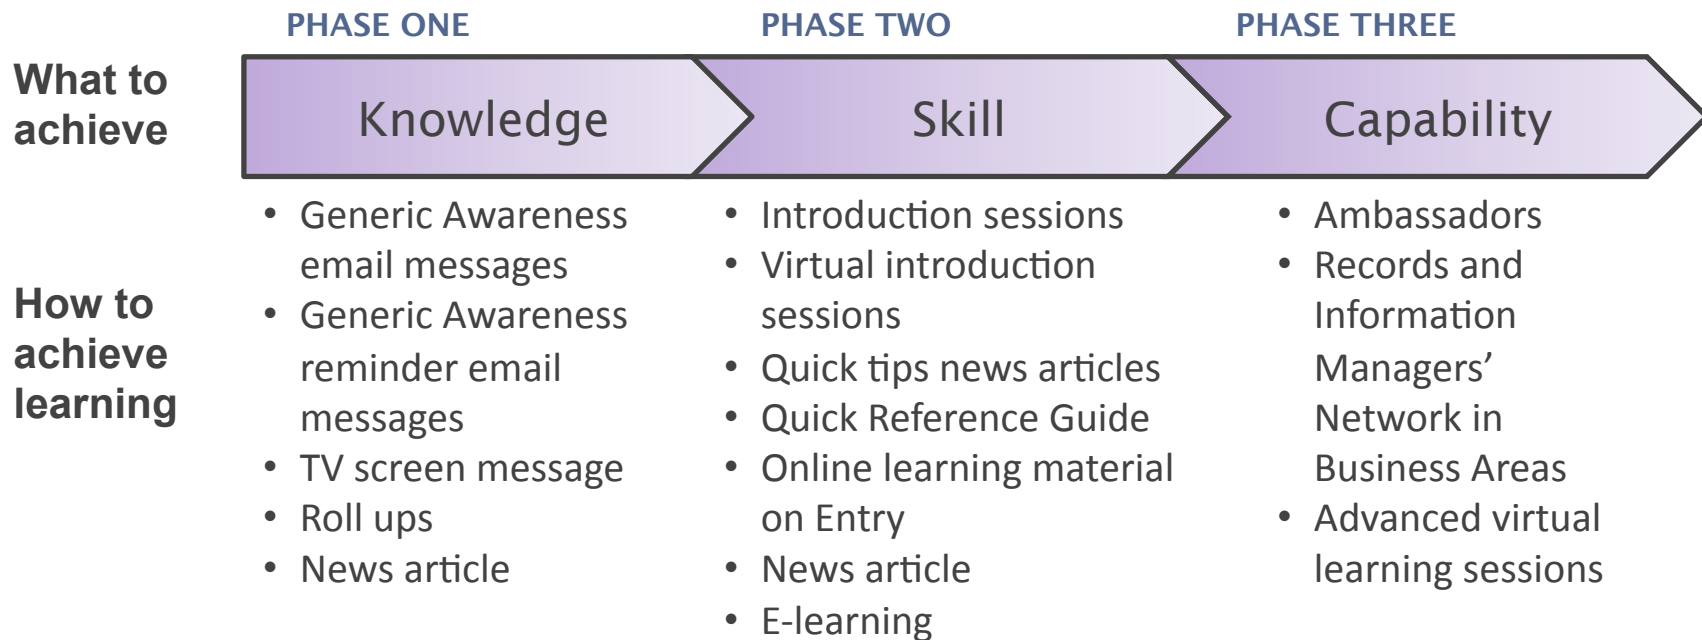 PHASE ONE
PHASE TWO
PHASE THREE
What to
achieve
Knowledge
Skill
Capability
How to
achieve
learning
• Generic Awareness
email messages
• Generic Awareness
reminder email
messages
• TV screen message
• Roll ups
• News article
• Introduction sessions
• Virtual introduction
sessions
• Quick tips news articles
• Quick Reference Guide
• Online learning material
on Entry
• News article
• E-learning
• Ambassadors
• Records and
Information
Managers’
Network in
Business Areas
• Advanced virtual
learning sessions